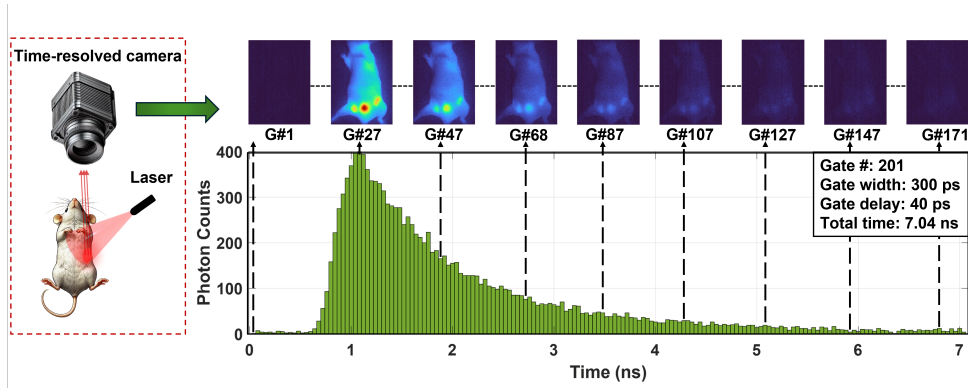 Time-resolved camera
Laser
G#1 G#27 G#47 G#68 G#87 G#107 G#127 G#147 G#171
Photon Counts
400
300
200
100
0
Gate #: 201
Gate width: 300 ps
Gate delay: 40 ps
Total time: 7.04 ns
0 1 2 3 4 5 6 7
Time (ns)